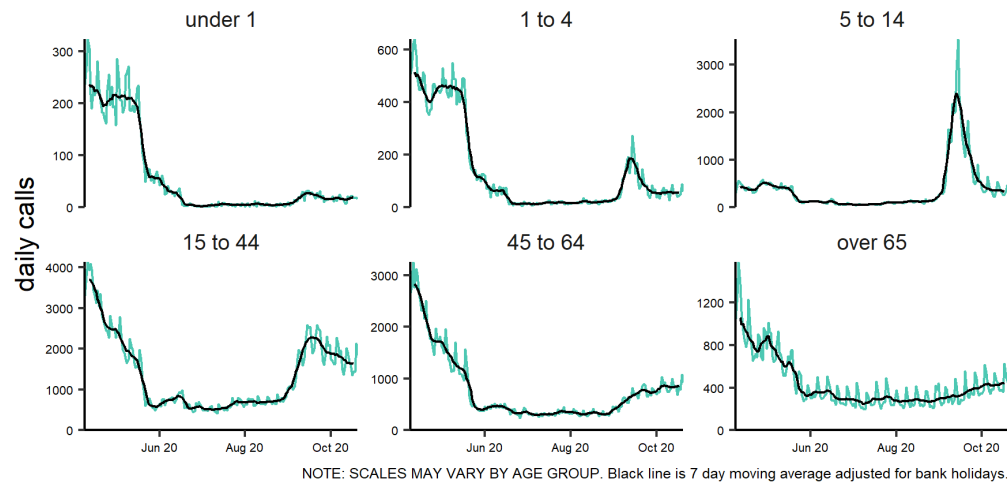 under 1
1 to 4
5 to 14
300
200
100
0
600
400
200
0
3000
2000
1000
0
daily calls
15 to 44
45 to 64
over 65
4000
3000
2000
1000
0
3000
2000
1000
0
1200
800
400
0
Jun 20 Aug 20 Oct 20
Jun 20 Aug 20 Oct 20
Jun 20 Aug 20 Oct 20
NOTE: SCALES MAY VARY BY AGE GROUP. Black line is 7 day moving average adjusted for bank holidays.